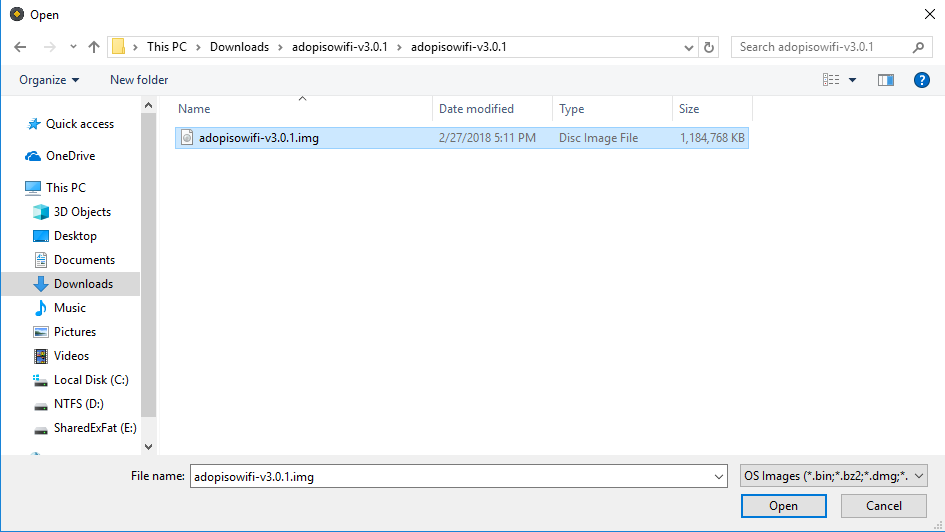 Open
This PC > Downloads > adopisowifi-v3.0.1 > adopisowifi-v3.0.1
Search adopisowifi-v3.0.1
Organize
New folder
?
Name
Date modified
Type
Size
adopisowifi-v3.0.1.img
2/27/2018 5:11 PM
Disc Image File
1,184,768 KB
Quick access
OneDrive
This PC
3D Objects
Desktop
Documents
Downloads
Music
Pictures
Videos
Local Disk (C:)
NTFS (D:)
SharedExFat (E:)
File name:
adopisowifi-v3.0.1.img
OS Images (*.bin;*.bz2;*.dmg;*.
Open
Cancel